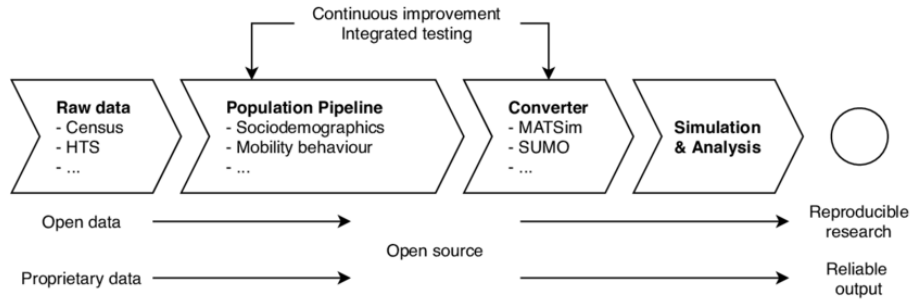 Continuous improvement
Integrated testing
Raw data
- Census
- HTS
- ...
Population Pipeline
- Sociodemographics
- Mobility behaviour
- ...
Converter
- MATSim
- SUMO
- ...
Simulation
& Analysis
Open data
Reproducible
research
Open source
Proprietary data
Reliable
output